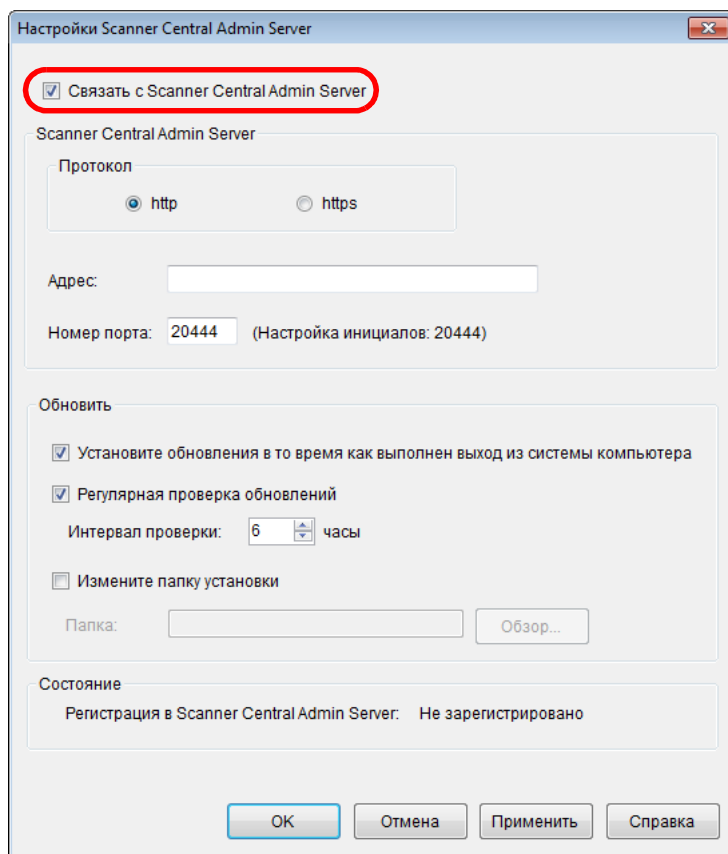 Настройки Scanner Central Admin Server
Связать с Scanner Central Admin Server
Scanner Central Admin Server
Протокол
http https
Адрес:
Номер порта: 20444 (Настройка инициалов: 20444)
Обновить
Установите обновления в то время как выполнен выход из системы компьютера
Регулярная проверка обновлений
Интервал проверки: 6 часы
Измените папку установки
Папка: Обзор...
Состояние
Регистрация в Scanner Central Admin Server: Не зарегистрировано
OK Отмена Применить Справка